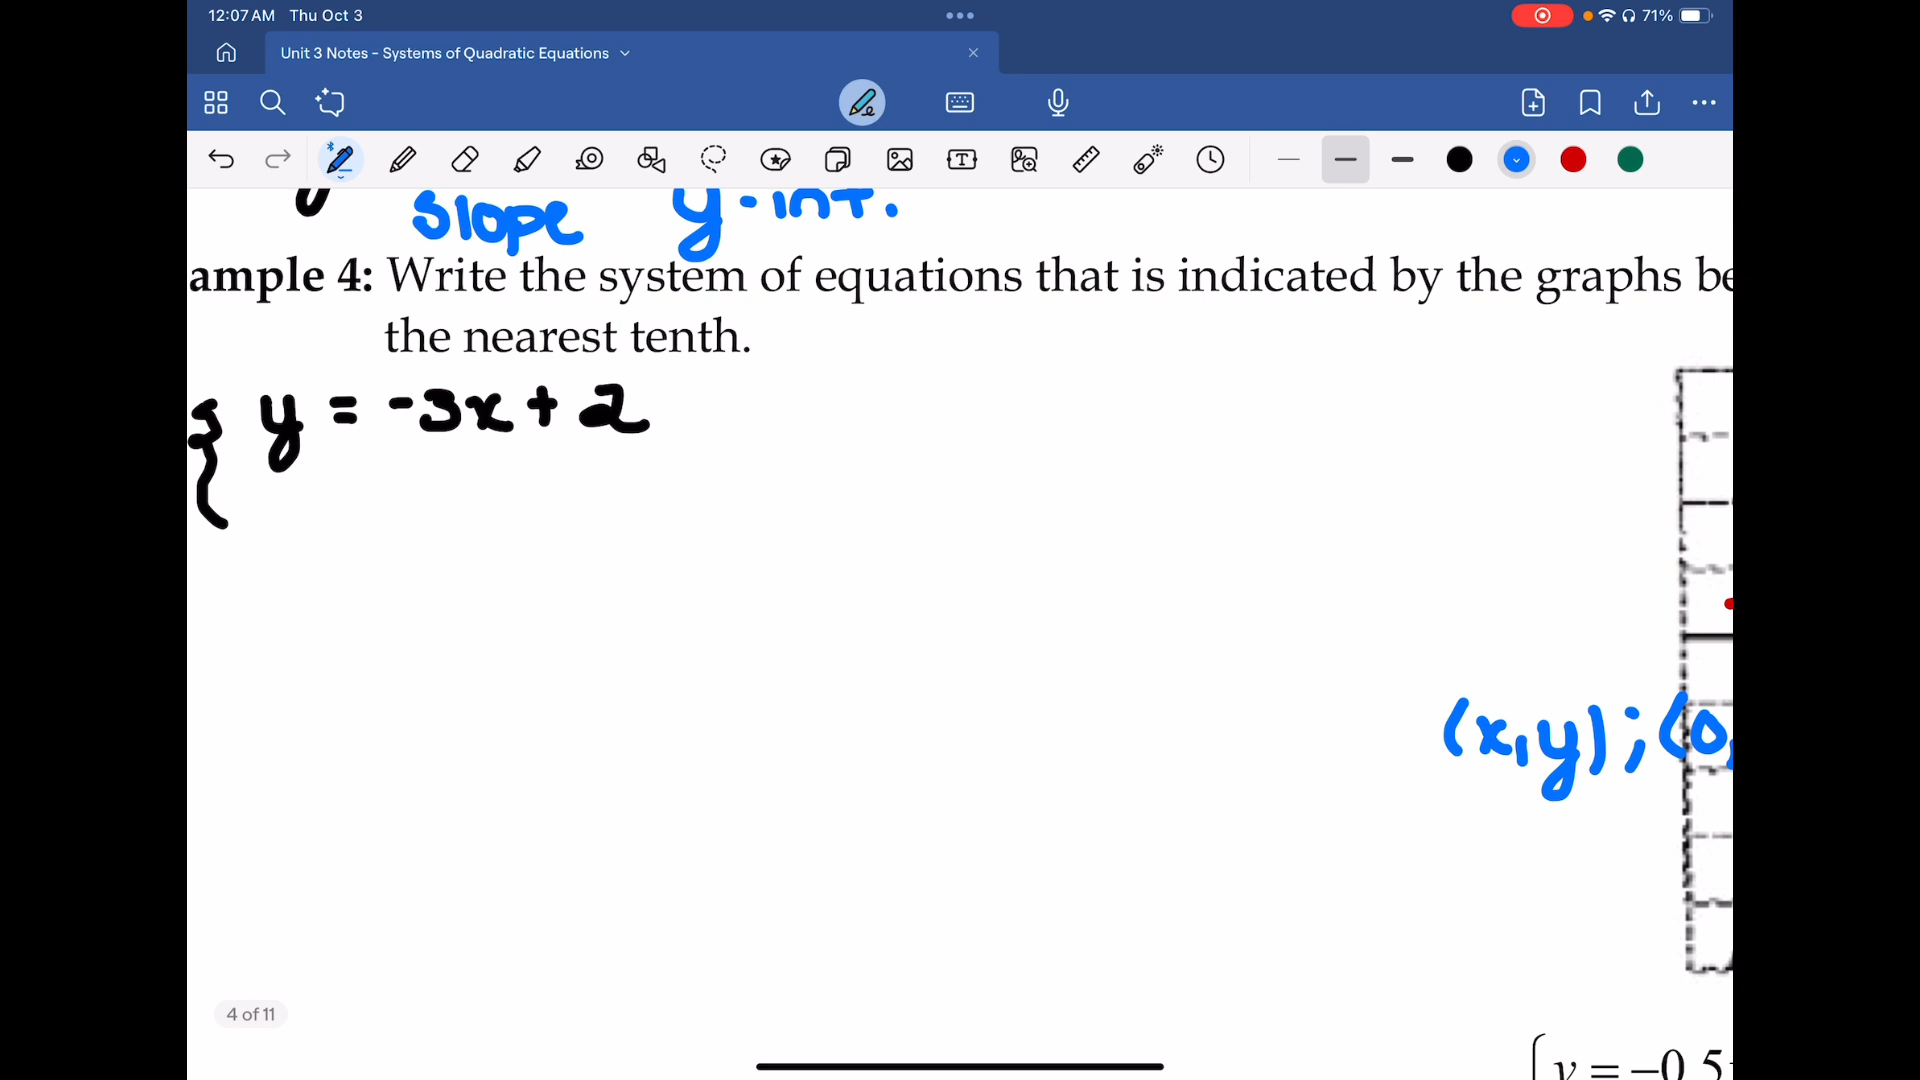 12:07 AM Thu Oct 3
71%
Unit 3 Notes - Systems of Quadratic Equations
slope y-int.
ample 4: Write the system of equations that is indicated by the graphs be
the nearest tenth.
{ y = -3x + 2
(x,y) ; (0,
4 of 11
y = −0.5